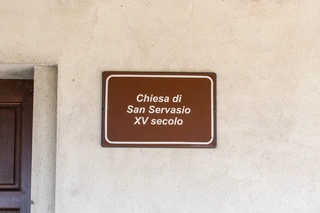 Chiesa di
San Servasio
XV secolo